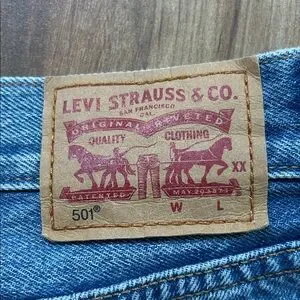 LEVI STRAUSS & CO.
SAN FRANCISCO
CAL.
ORIGINAL RIVETED
QUALITY CLOTHING
XX
PATENTED MAY 20 1873
501® W L